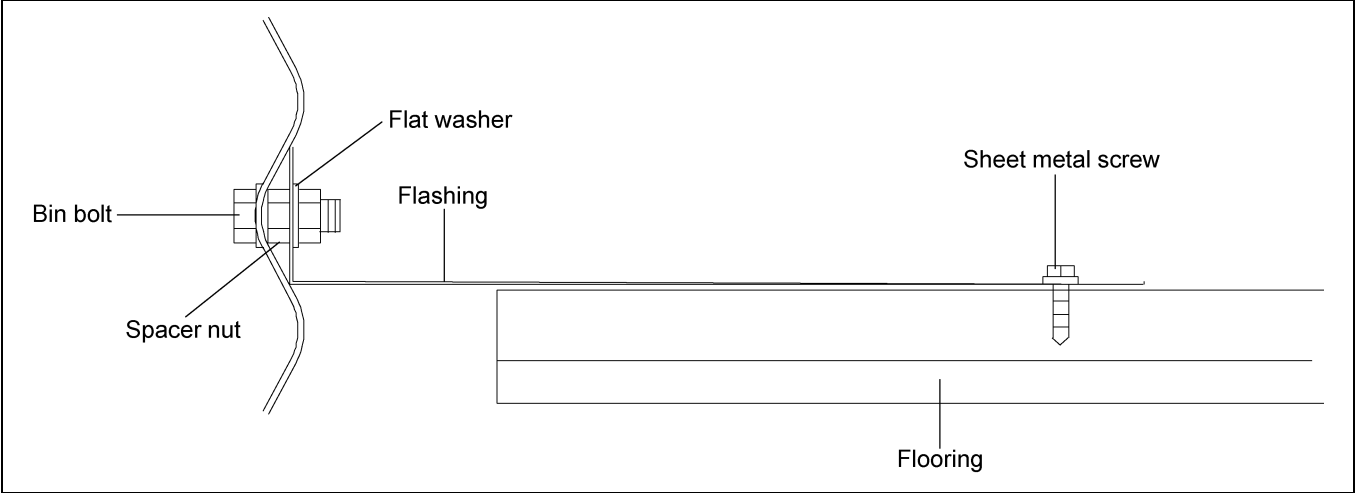 Flat washer
Sheet metal screw
Flashing
Bin bolt
Spacer nut
Flooring